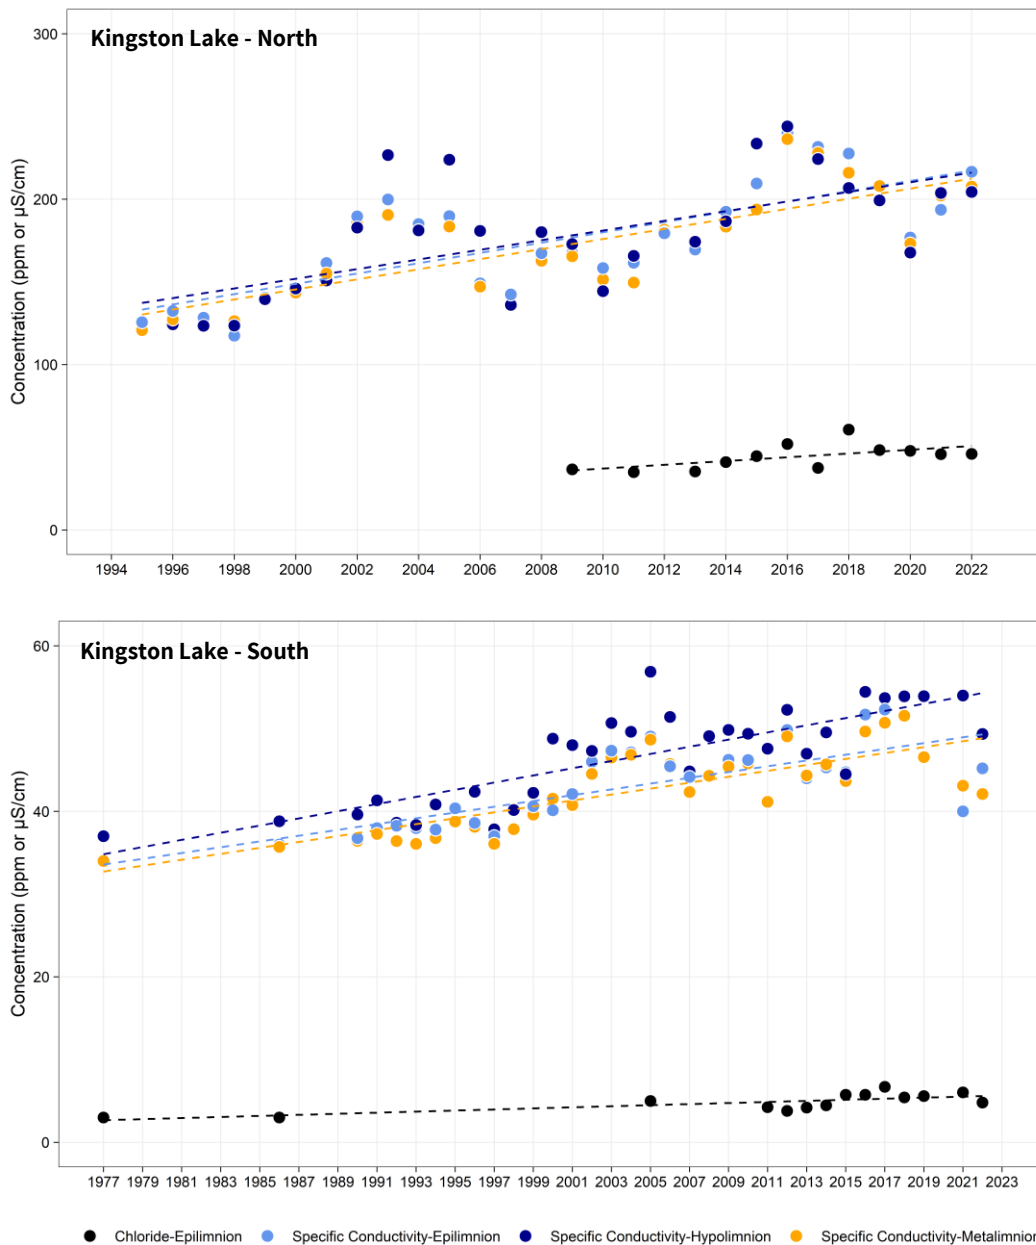 Kingston Lake - North
300
200
100
0
Concentration (ppm or µS/cm)
1994 1996 1998 2000 2002 2004 2006 2008 2010 2012 2014 2016 2018 2020 2022
Kingston Lake - South
60
40
20
0
Concentration (ppm or µS/cm)
1977 1979 1981 1983 1985 1987 1989 1991 1993 1995 1997 1999 2001 2003 2005 2007 2009 2011 2013 2015 2017 2019 2021 2023
Chloride-Epilimnion Specific Conductivity-Epilimnion Specific Conductivity-Hypolimnion Specific Conductivity-Metalimnion